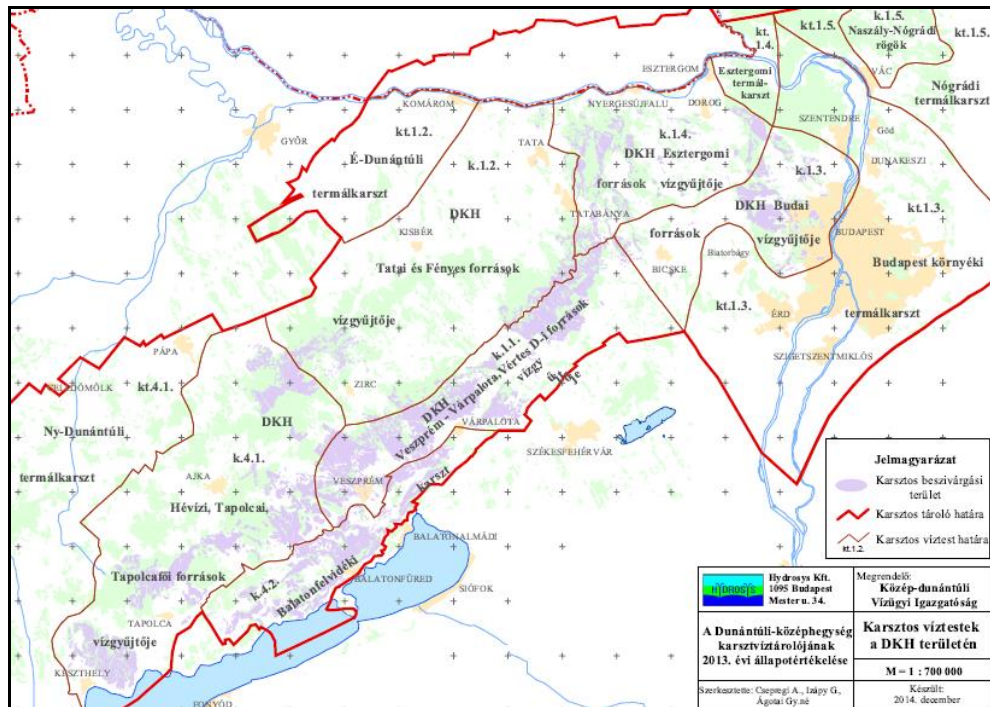 kt.
1.4.
kt.1.5.
k.1.5.
Naszály-Nógrádi
rögök
kt.1.5.
ESZTERGOM
Esztergomi
termál-
karszt
VÁC
Nógrádi
termálkarszt
KOMÁROM
NYERGESÚJFALU
DOROG
SZENTENDRE
GYŐR
kt.1.2.
É-Dunántúli
termálkarszt
k.1.2.
TATA
k.1.4.
DKH Esztergomi
források vízgyűjtője
Göd
DUNAKESZI
k.1.3.
DKH
DKH Budai
kt.1.3.
TATABÁNYA
KISBÉR
források
vízgyűjtője
BUDAPEST
Biatorbágy
Tatai és Fényes források
BICSKE
Budapest környéki
kt.1.3.
ÉRD
termálkarszt
vízgyűjtője
k.1.1.
DKH
Veszprém - Várpalota, Vértes D-i források
vízgyűjtője
SZIGETSZENTMIKLÓS
PÁPA
CELLDÖMÖLK
kt.4.1.
ZIRC
Ny-Dunántúli
DKH
VÁRPALOTA
SZÉKESFEHÉRVÁR
k.4.1.
termálkarszt
AJKA
VESZPRÉM
karszt
Hévízi, Tapolcai,
BALATONALMÁDI
Tapolcafői források
k.4.2.
Balatonfelvidéki
BALATONFÜRED
SIÓFOK
TAPOLCA
vízgyűjtője
KESZTHELY
FONYÓD
Jelmagyarázat
Karsztos beszivárgási
terület
Karsztos tároló határa
Karsztos víztest határa
kt.1.2.
HYDROSYS
Hydrosys Kft.
1095 Budapest
Mester u. 34.
Megrendelő:
Közép-dunántúli
Vízügyi Igazgatóság
A Dunántúli-középhegység
karsztvíztárolójának
2013. évi állapotértékelése
Karsztos víztestek
a DKH területén
M = 1 : 700 000
Szerkesztette: Csepregi A., Izápy G.,
Ágotai Gy.né
Készült:
2014. december